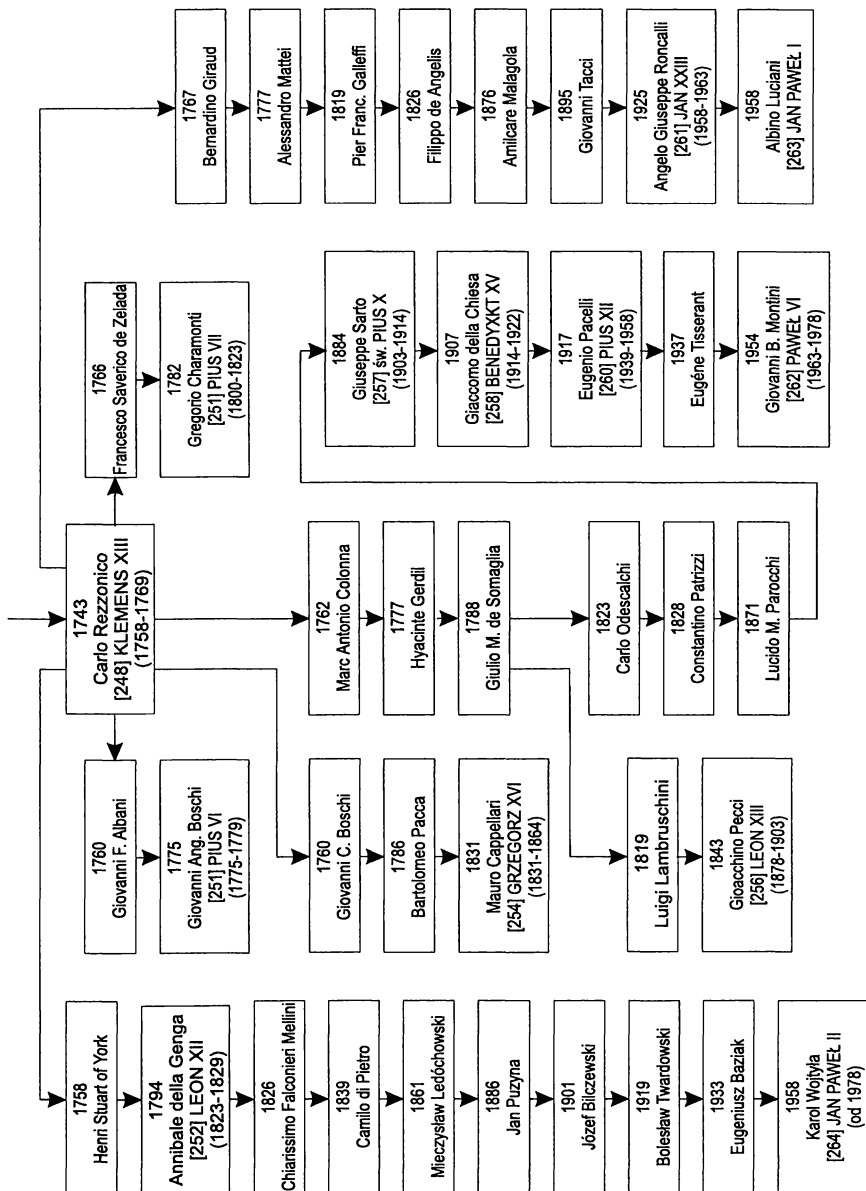 1743
Carlo Rezzonico
[248] KLEMENS XIII
(1758-1769)
1758
Henri Stuart of York
1794
Annibale della Genga
[252] LEON XII
(1823-1829)
1826
Chiarissimo Falconieri Mellini
1839
Camilo di Pietro
1861
Mieczysław Ledóchowski
1886
Jan Puzyna
1901
Józef Bilczewski
1919
Bolesław Twardowski
1933
Eugeniusz Baziak
1958
Karol Wojtyła
[264] JAN PAWEŁ II
(od 1978)
1760
Giovanni F. Albani
1775
Giovanni Ang. Boschi
[251] PIUS VI
(1775-1779)
1760
Giovanni C. Boschi
1786
Bartolomeo Pacca
1831
Mauro Cappellari
[254] GRZEGORZ XVI
(1831-1864)
1762
Marc Antonio Colonna
1777
Hyacinte Gerdil
1788
Giulio M. de Somaglia
1819
Luigi Lambruschini
1843
Gioacchino Pecci
[256] LEON XIII
(1878-1903)
1823
Carlo Odescalchi
1828
Constantino Patrizzi
1871
Lucido M. Parocchi
1766
Francesco Saverico de Zelada
1782
Gregorio Charamonti
[251] PIUS VII
(1800-1823)
1884
Giuseppe Sarto
[257] św. PIUS X
(1903-1914)
1907
Giaccomo della Chiesa
[258] BENEDYXKT XV
(1914-1922)
1917
Eugenio Pacelli
[260] PIUS XII
(1939-1958)
1937
Eugéne Tisserant
1954
Giovanni B. Montini
[262] PAWEŁ VI
(1963-1978)
1767
Bernardino Giraud
1777
Alessandro Mattei
1819
Pier Franc. Galleffi
1826
Filippo de Angelis
1876
Amilcare Malagola
1895
Giovanni Tacci
1925
Angelo Giuseppe Roncalli
[261] JAN XXIII
(1958-1963)
1958
Albino Luciani
[263] JAN PAWEŁ I